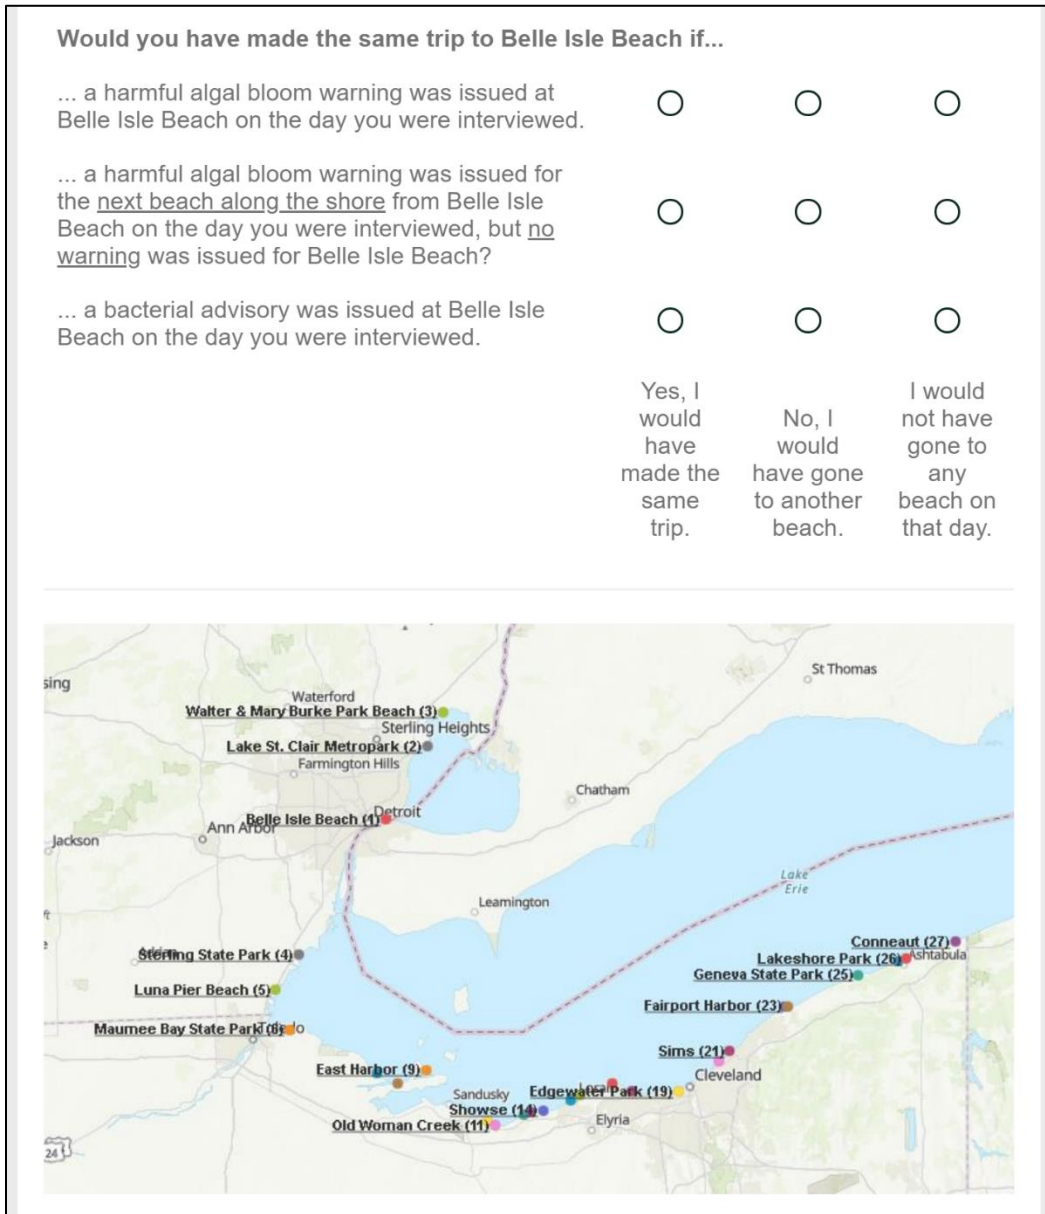 Would you have made the same trip to Belle Isle Beach if...
... a harmful algal bloom warning was issued at
Belle Isle Beach on the day you were interviewed.
... a harmful algal bloom warning was issued for
the next beach along the shore from Belle Isle
Beach on the day you were interviewed, but no
warning was issued for Belle Isle Beach?
... a bacterial advisory was issued at Belle Isle
Beach on the day you were interviewed.
Yes, I
would
have
made the
same
trip.
No, I
would
have gone
to another
beach.
I would
not have
gone to
any
beach on
that day.
sing
Waterford
St Thomas
Walter & Mary Burke Park Beach (3)
Sterling Heights
Lake St. Clair Metropark (2)
Farmington Hills
Chatham
Detroit
Belle Isle Beach (1)
Ann Arbor
Jackson
Lake
Erie
Leamington
Conneaut (27)
Sterling State Park (4)
Lakeshore Park (26)
Ashtabula
Geneva State Park (25)
Luna Pier Beach (5)
Fairport Harbor (23)
Maumee Bay State Park (6)
Sims (21)
East Harbor (9)
Cleveland
Sandusky
Edgewater Park (19)
Showse (14)
Elyria
Old Woman Creek (11)
24